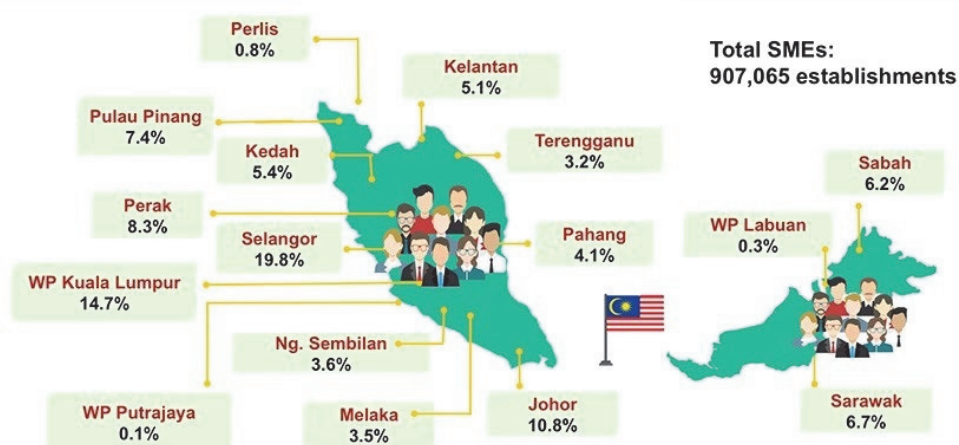 Perlis
0.8%
Total SMEs:
907,065 establishments
Kelantan
5.1%
Pulau Pinang
7.4%
Kedah
5.4%
Terengganu
3.2%
Sabah
6.2%
Perak
8.3%
Selangor
19.8%
Pahang
4.1%
WP Labuan
0.3%
WP Kuala Lumpur
14.7%
Ng. Sembilan
3.6%
WP Putrajaya
0.1%
Melaka
3.5%
Johor
10.8%
Sarawak
6.7%